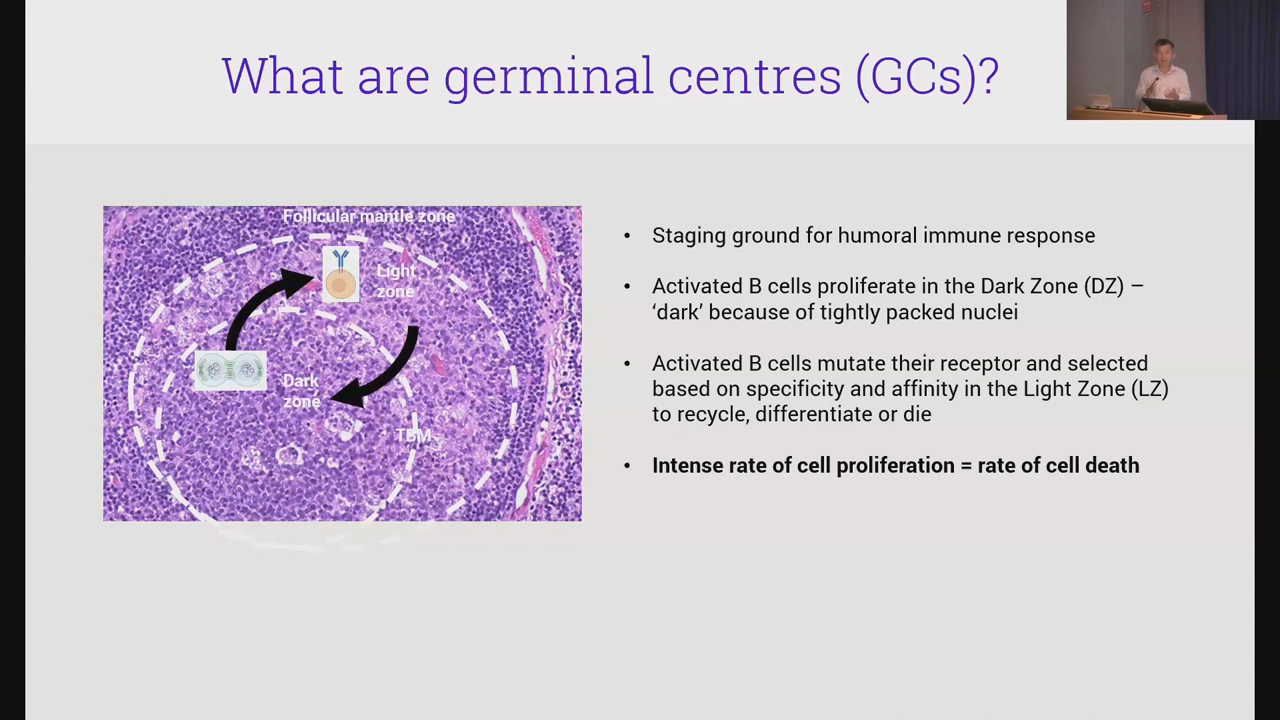 What are germinal centres (GCs)?
Follicular mantle zone
Light
zone
Dark
zone
TBM
• Staging ground for humoral immune response
• Activated B cells proliferate in the Dark Zone (DZ) –
‘dark’ because of tightly packed nuclei
• Activated B cells mutate their receptor and selected
based on specificity and affinity in the Light Zone (LZ)
to recycle, differentiate or die
• Intense rate of cell proliferation = rate of cell death